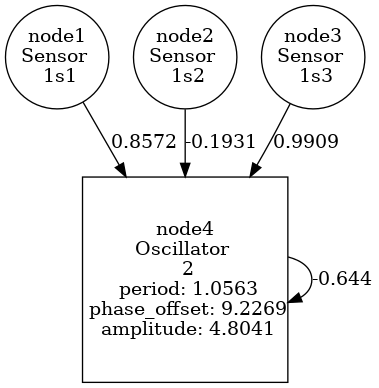 node1
Sensor
1s1
node2
Sensor
1s2
node3
Sensor
1s3
0.8572
-0.1931
0.9909
node4
Oscillator
2
period: 1.0563
phase_offset: 9.2269
amplitude: 4.8041
-0.644